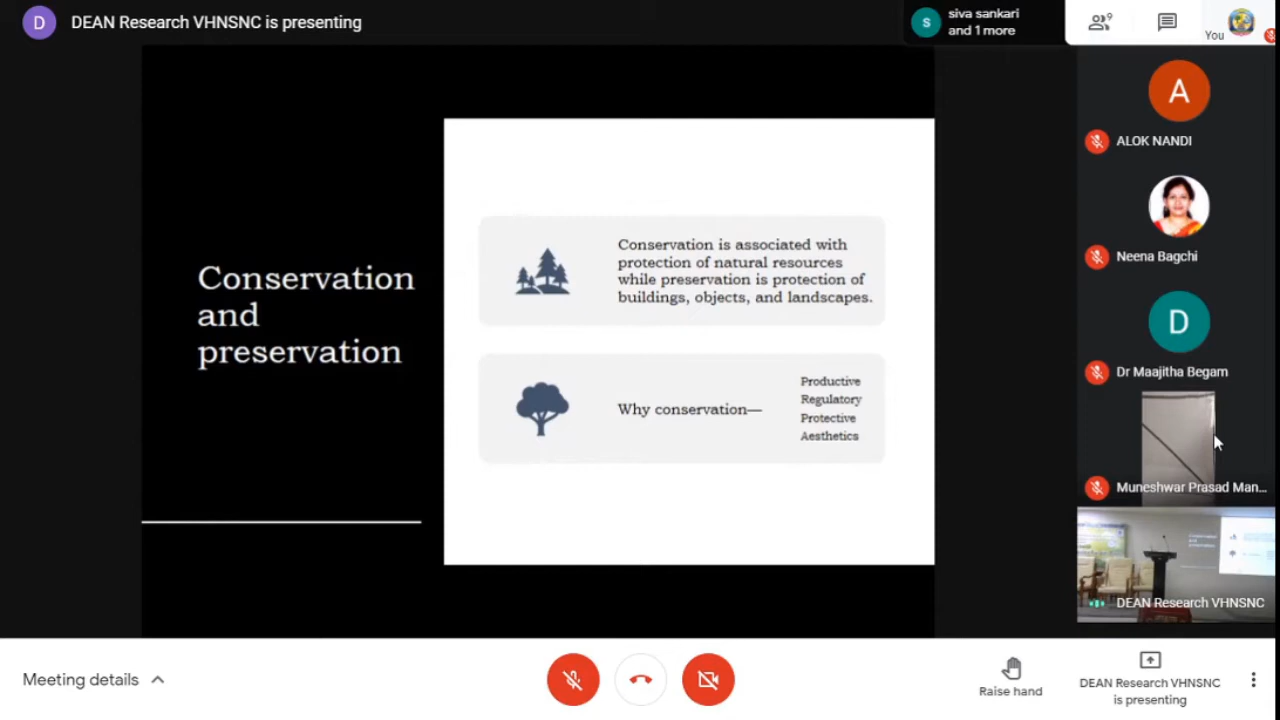 D
DEAN Research VHNSNC is presenting
S
siva sankari
and 1 more
9
You
A
ALOK NANDI
Neena Bagchi
D
Dr Maajitha Begam
Muneshwar Prasad Man...
DEAN Research VHNSNC
Conservation
and
preservation
Conservation is associated with
protection of natural resources
while preservation is protection of
buildings, objects, and landscapes.
Why conservation—
Productive
Regulatory
Protective
Aesthetics
Meeting details
Raise hand
DEAN Research VHNSNC
is presenting